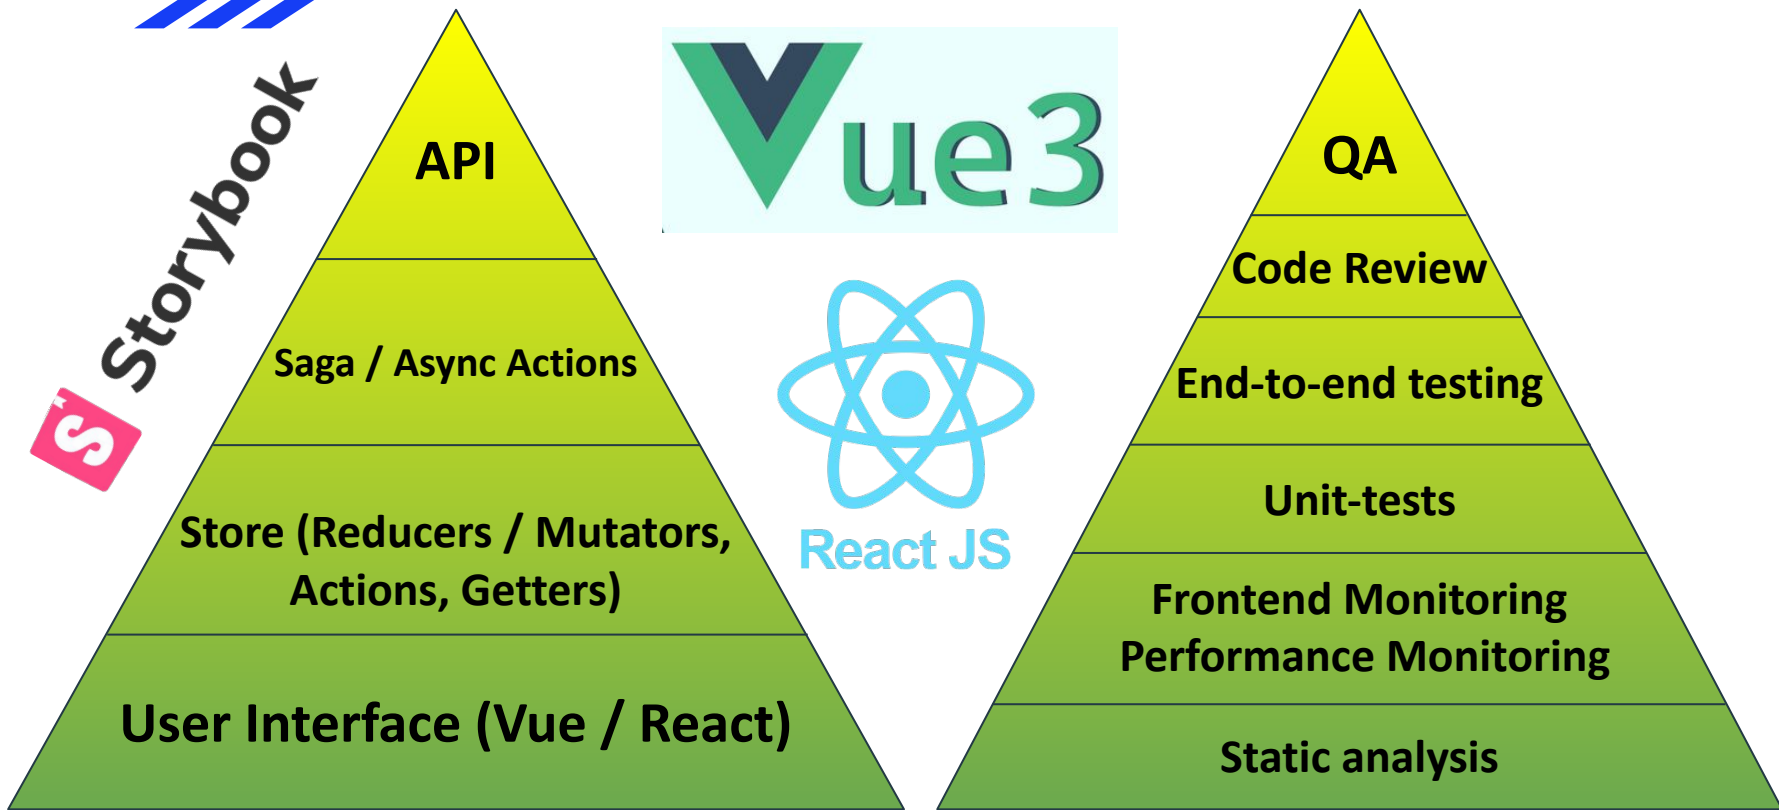 Storybook
API
Saga / Async Actions
Store (Reducers / Mutators,
Actions, Getters)
User Interface (Vue / React)
Vue3
React JS
QA
Code Review
End-to-end testing
Unit-tests
Frontend Monitoring
Performance Monitoring
Static analysis